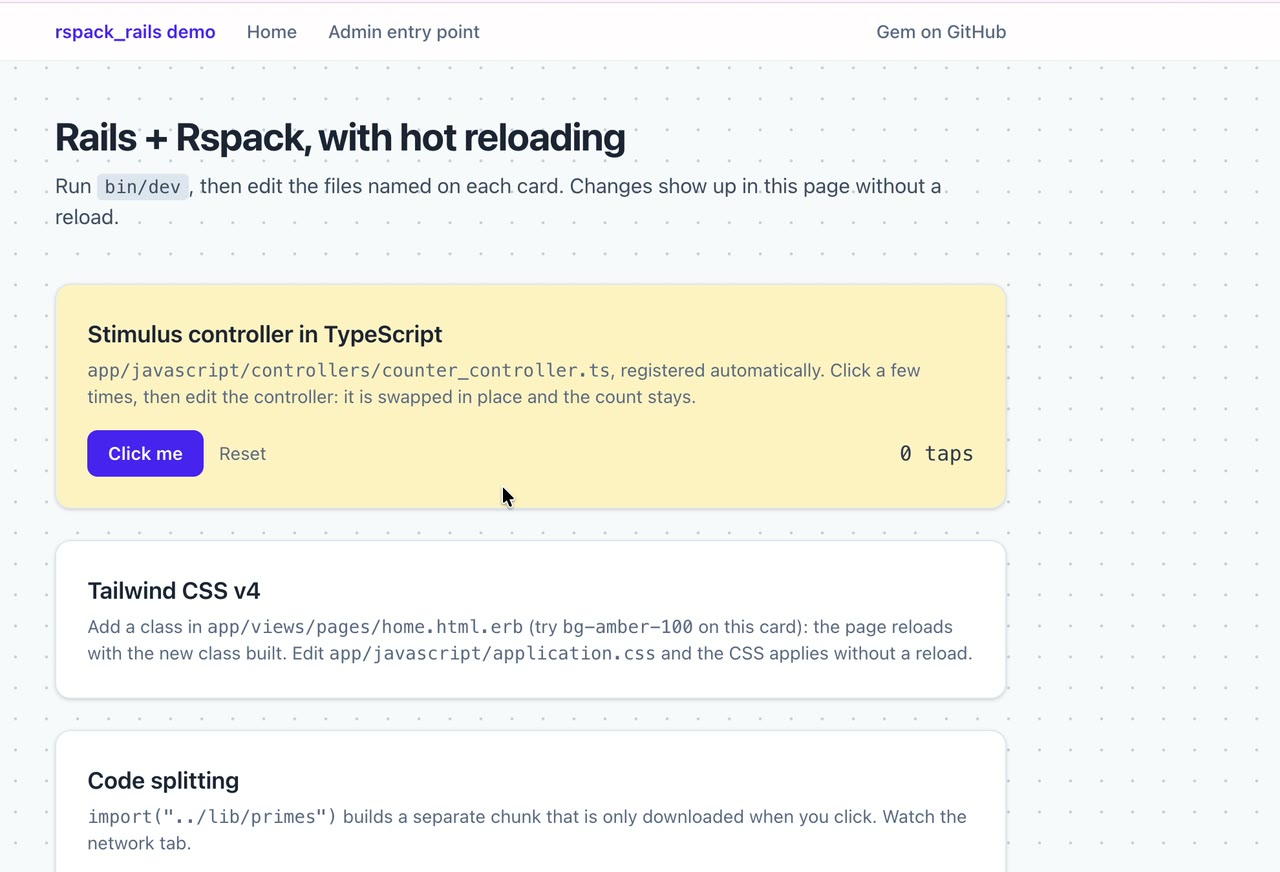 rspack_rails demo Home Admin entry point Gem on GitHub
Rails + Rspack, with hot reloading
Run bin/dev, then edit the files named on each card. Changes show up in this page without a
reload.
Stimulus controller in TypeScript
app/javascript/controllers/counter_controller.ts, registered automatically. Click a few
times, then edit the controller: it is swapped in place and the count stays.
Click me Reset 0 taps
Tailwind CSS v4
Add a class in app/views/pages/home.html.erb (try bg-amber-100 on this card): the page reloads
with the new class built. Edit app/javascript/application.css and the CSS applies without a reload.
Code splitting
import("../lib/primes") builds a separate chunk that is only downloaded when you click. Watch the
network tab.